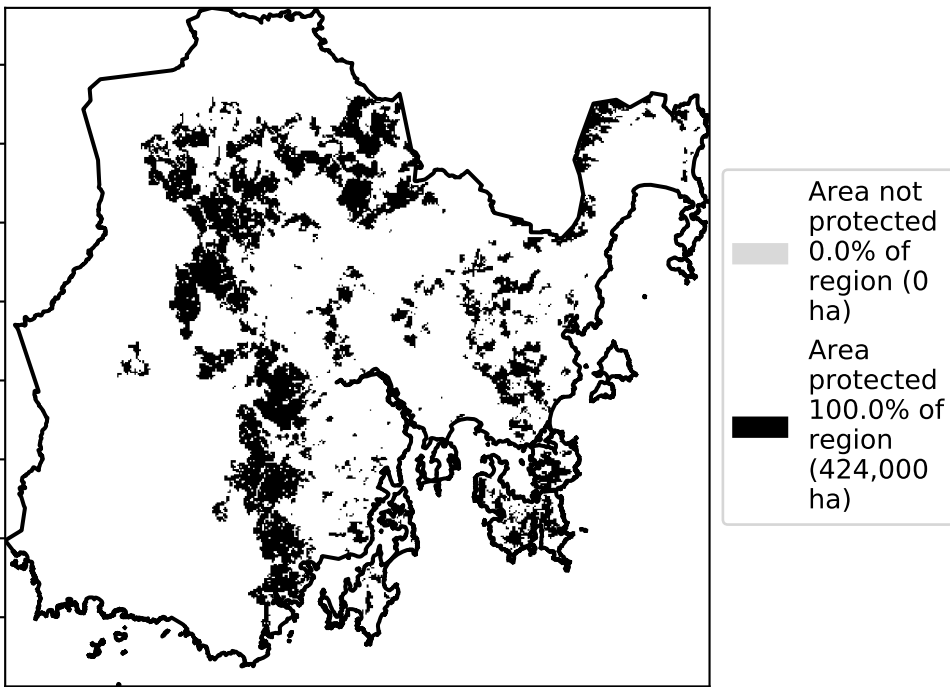 Area not
protected
0.0% of
region (0
ha)
Area
protected
100.0% of
region
(424,000
ha)